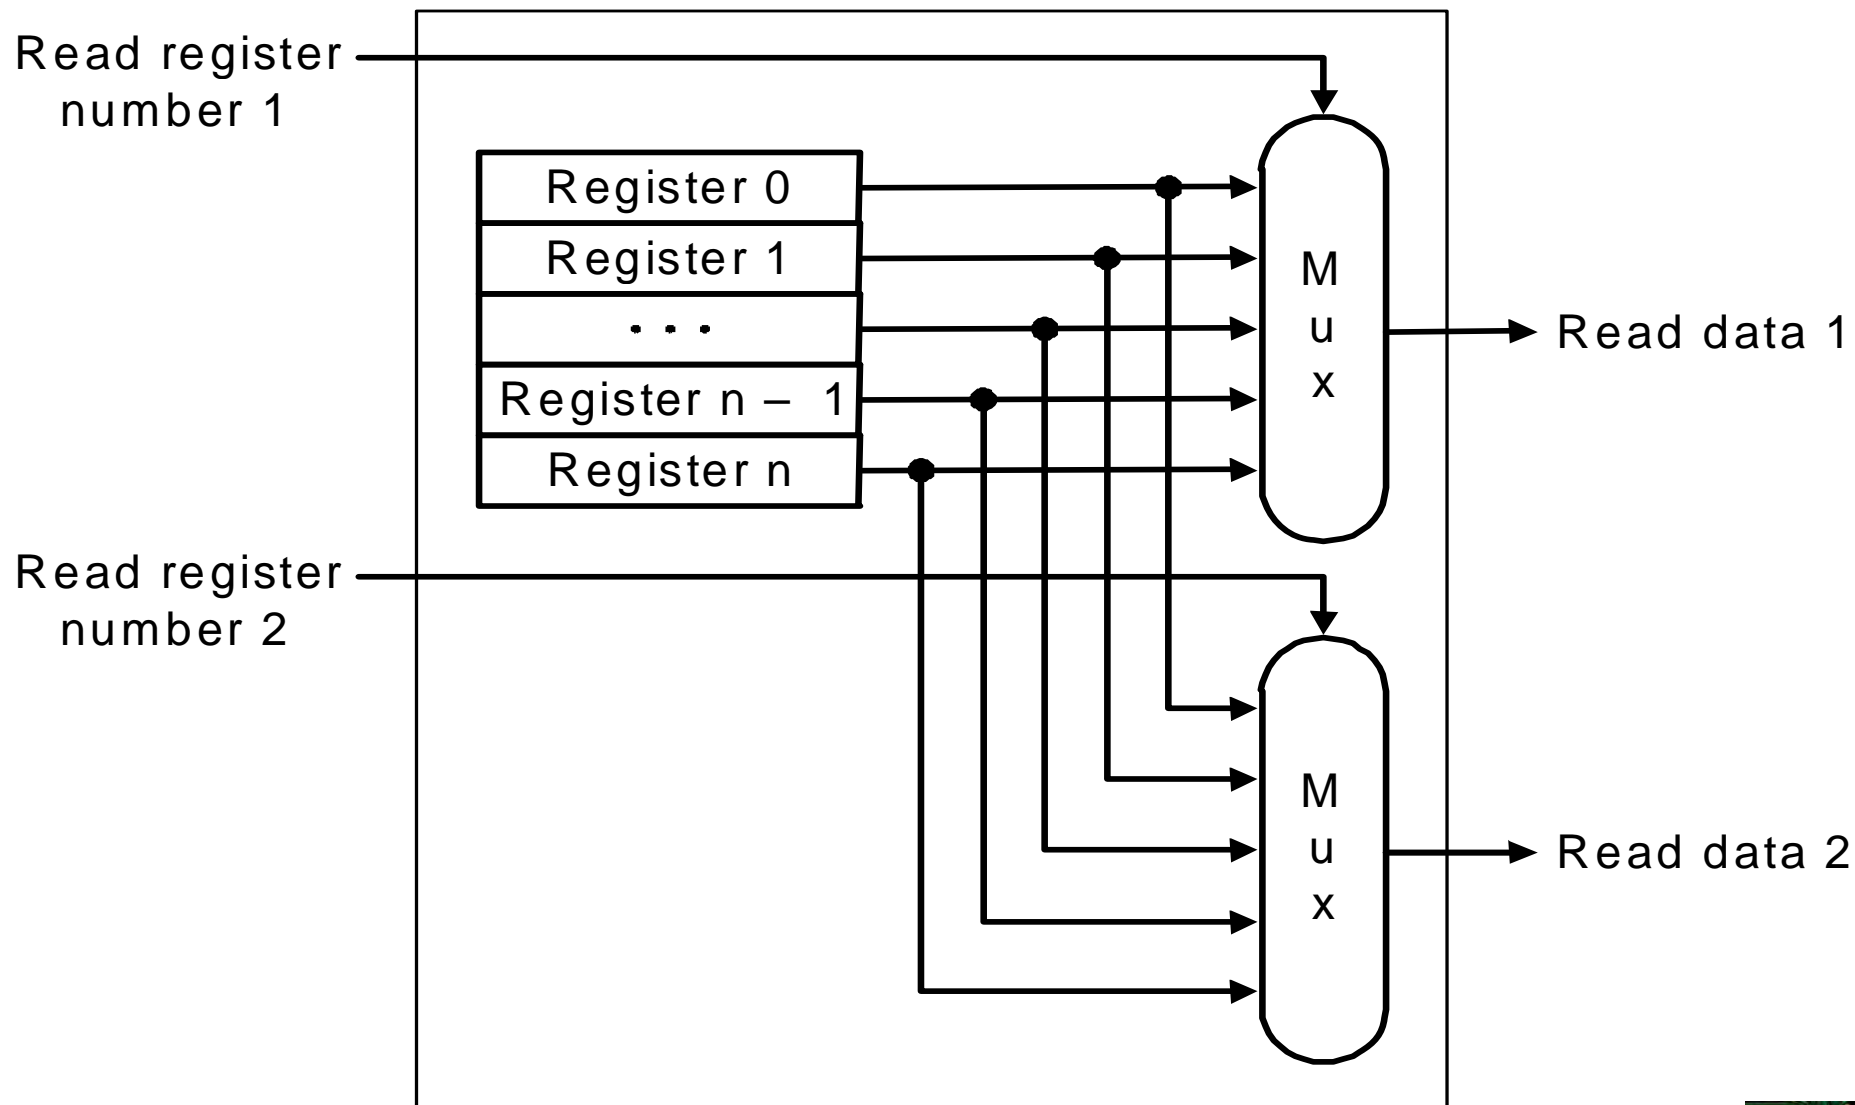 Read register
number 1
Register 0
Register 1
. . .
Register n – 1
Register n
M
u
x
Read data 1
Read register
number 2
M
u
x
Read data 2